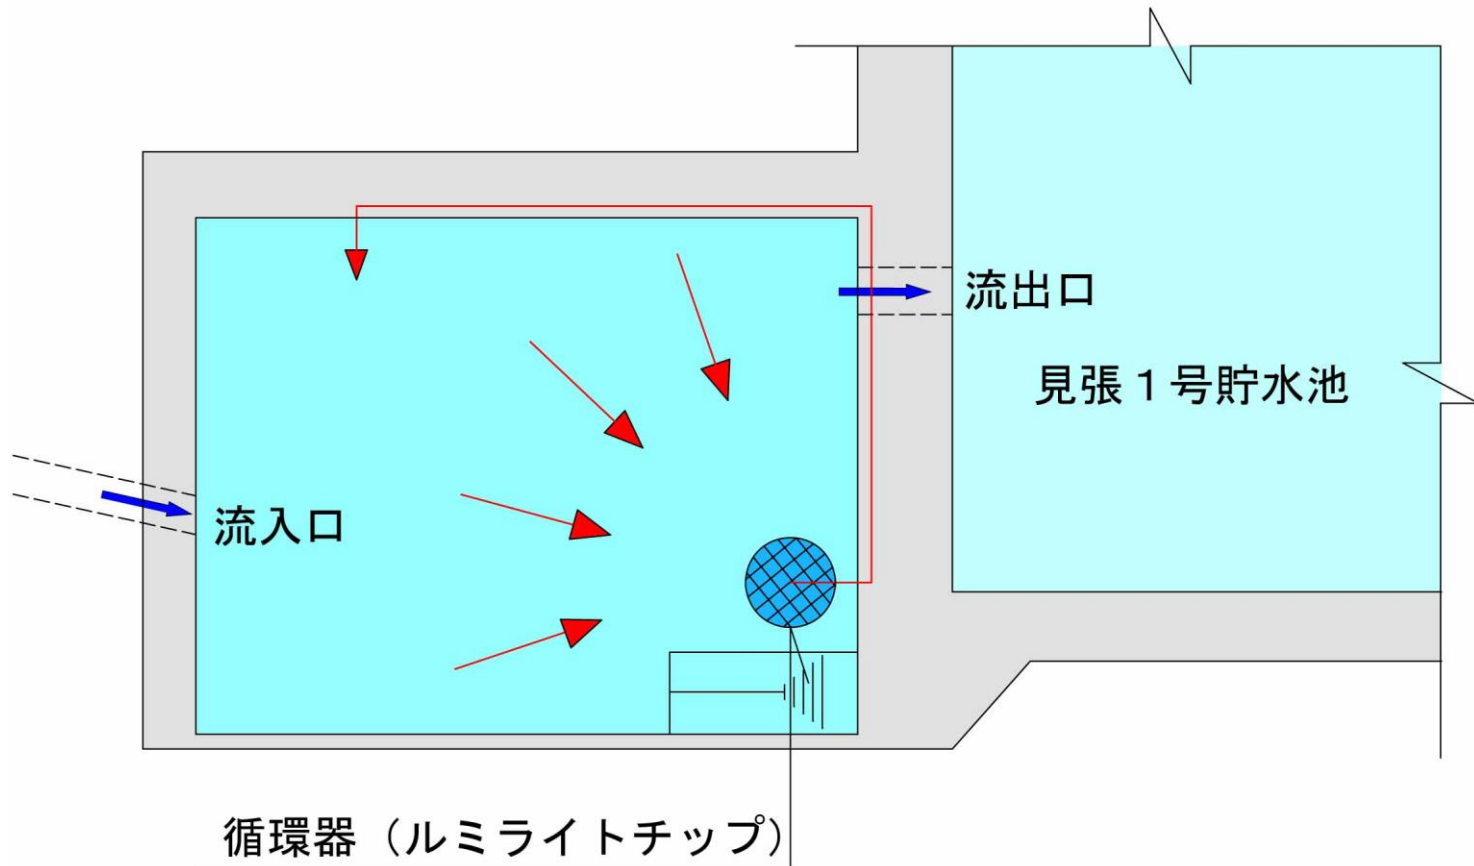 流出口
見張１号貯水池
流入口
循環器（ルミライトチップ）